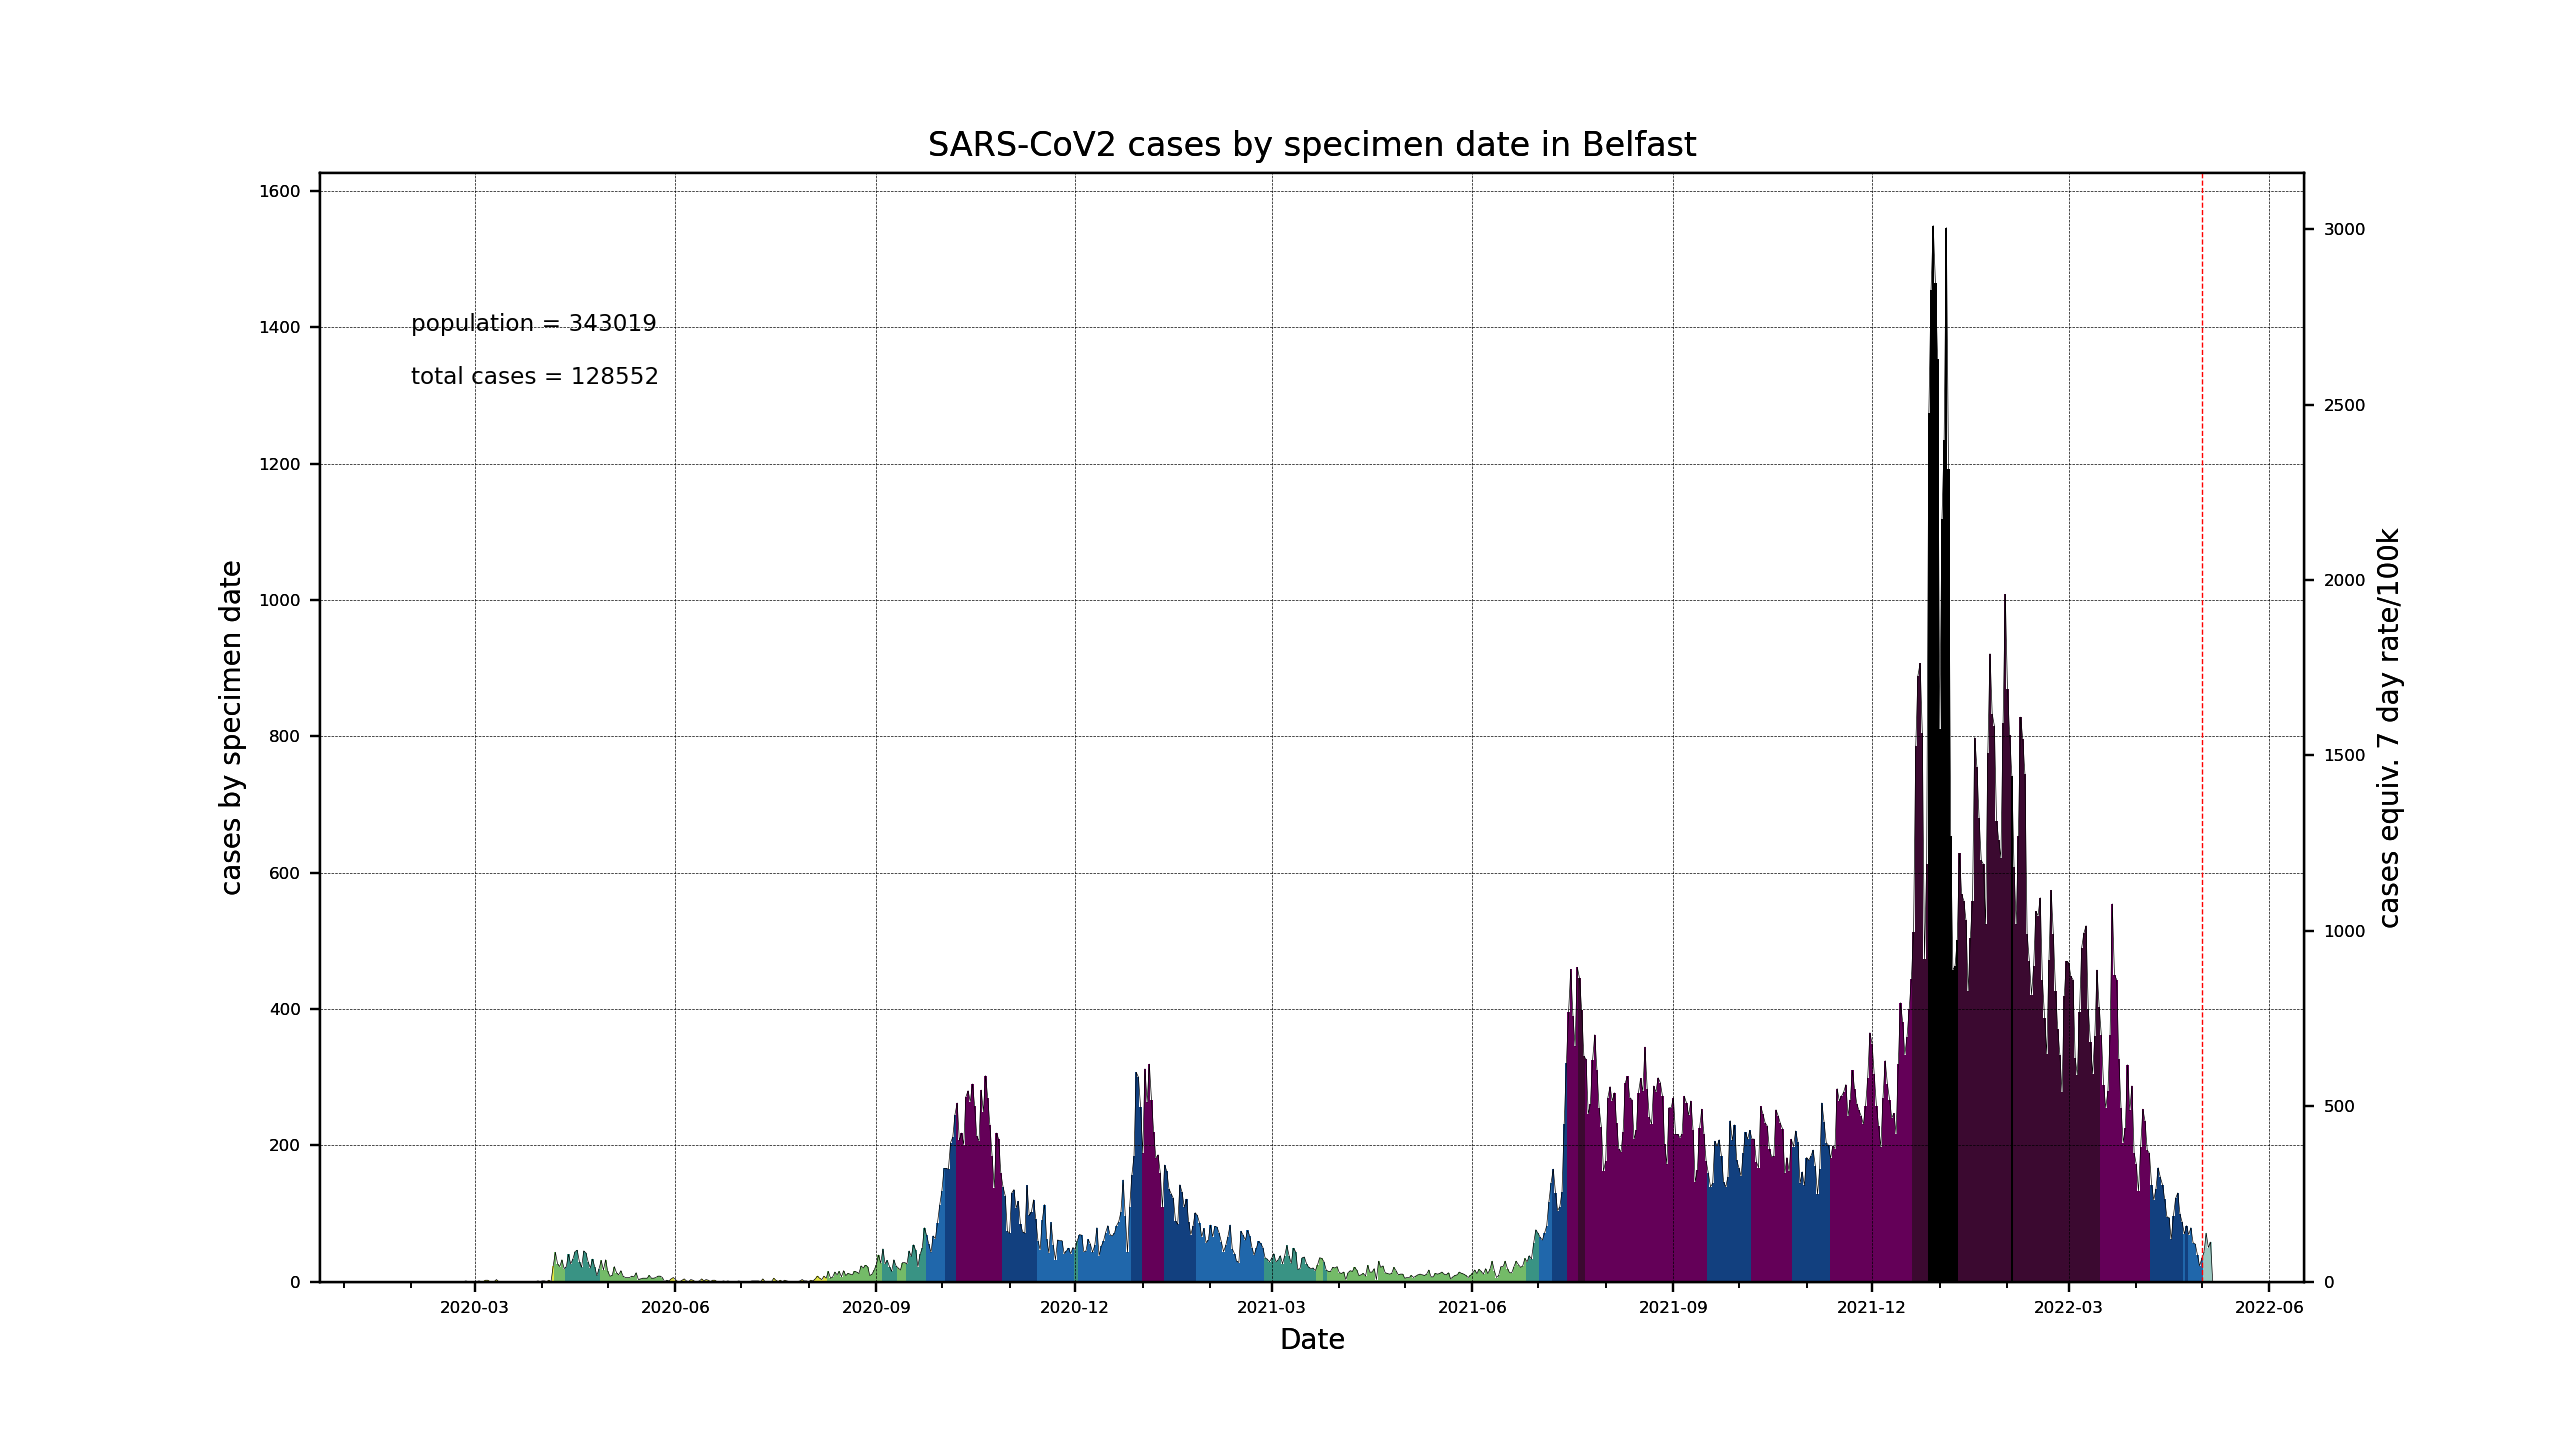 SARS-CoV2 cases by specimen date in Belfast
population = 343019
total cases = 128552
cases by specimen date
1600
1400
1200
1000
800
600
400
200
0
3000
2500
2000
1500
1000
500
0
cases equiv. 7 day rate/100k
2020-03 2020-06 2020-09 2020-12 2021-03 2021-06 2021-09 2021-12 2022-03 2022-06
Date